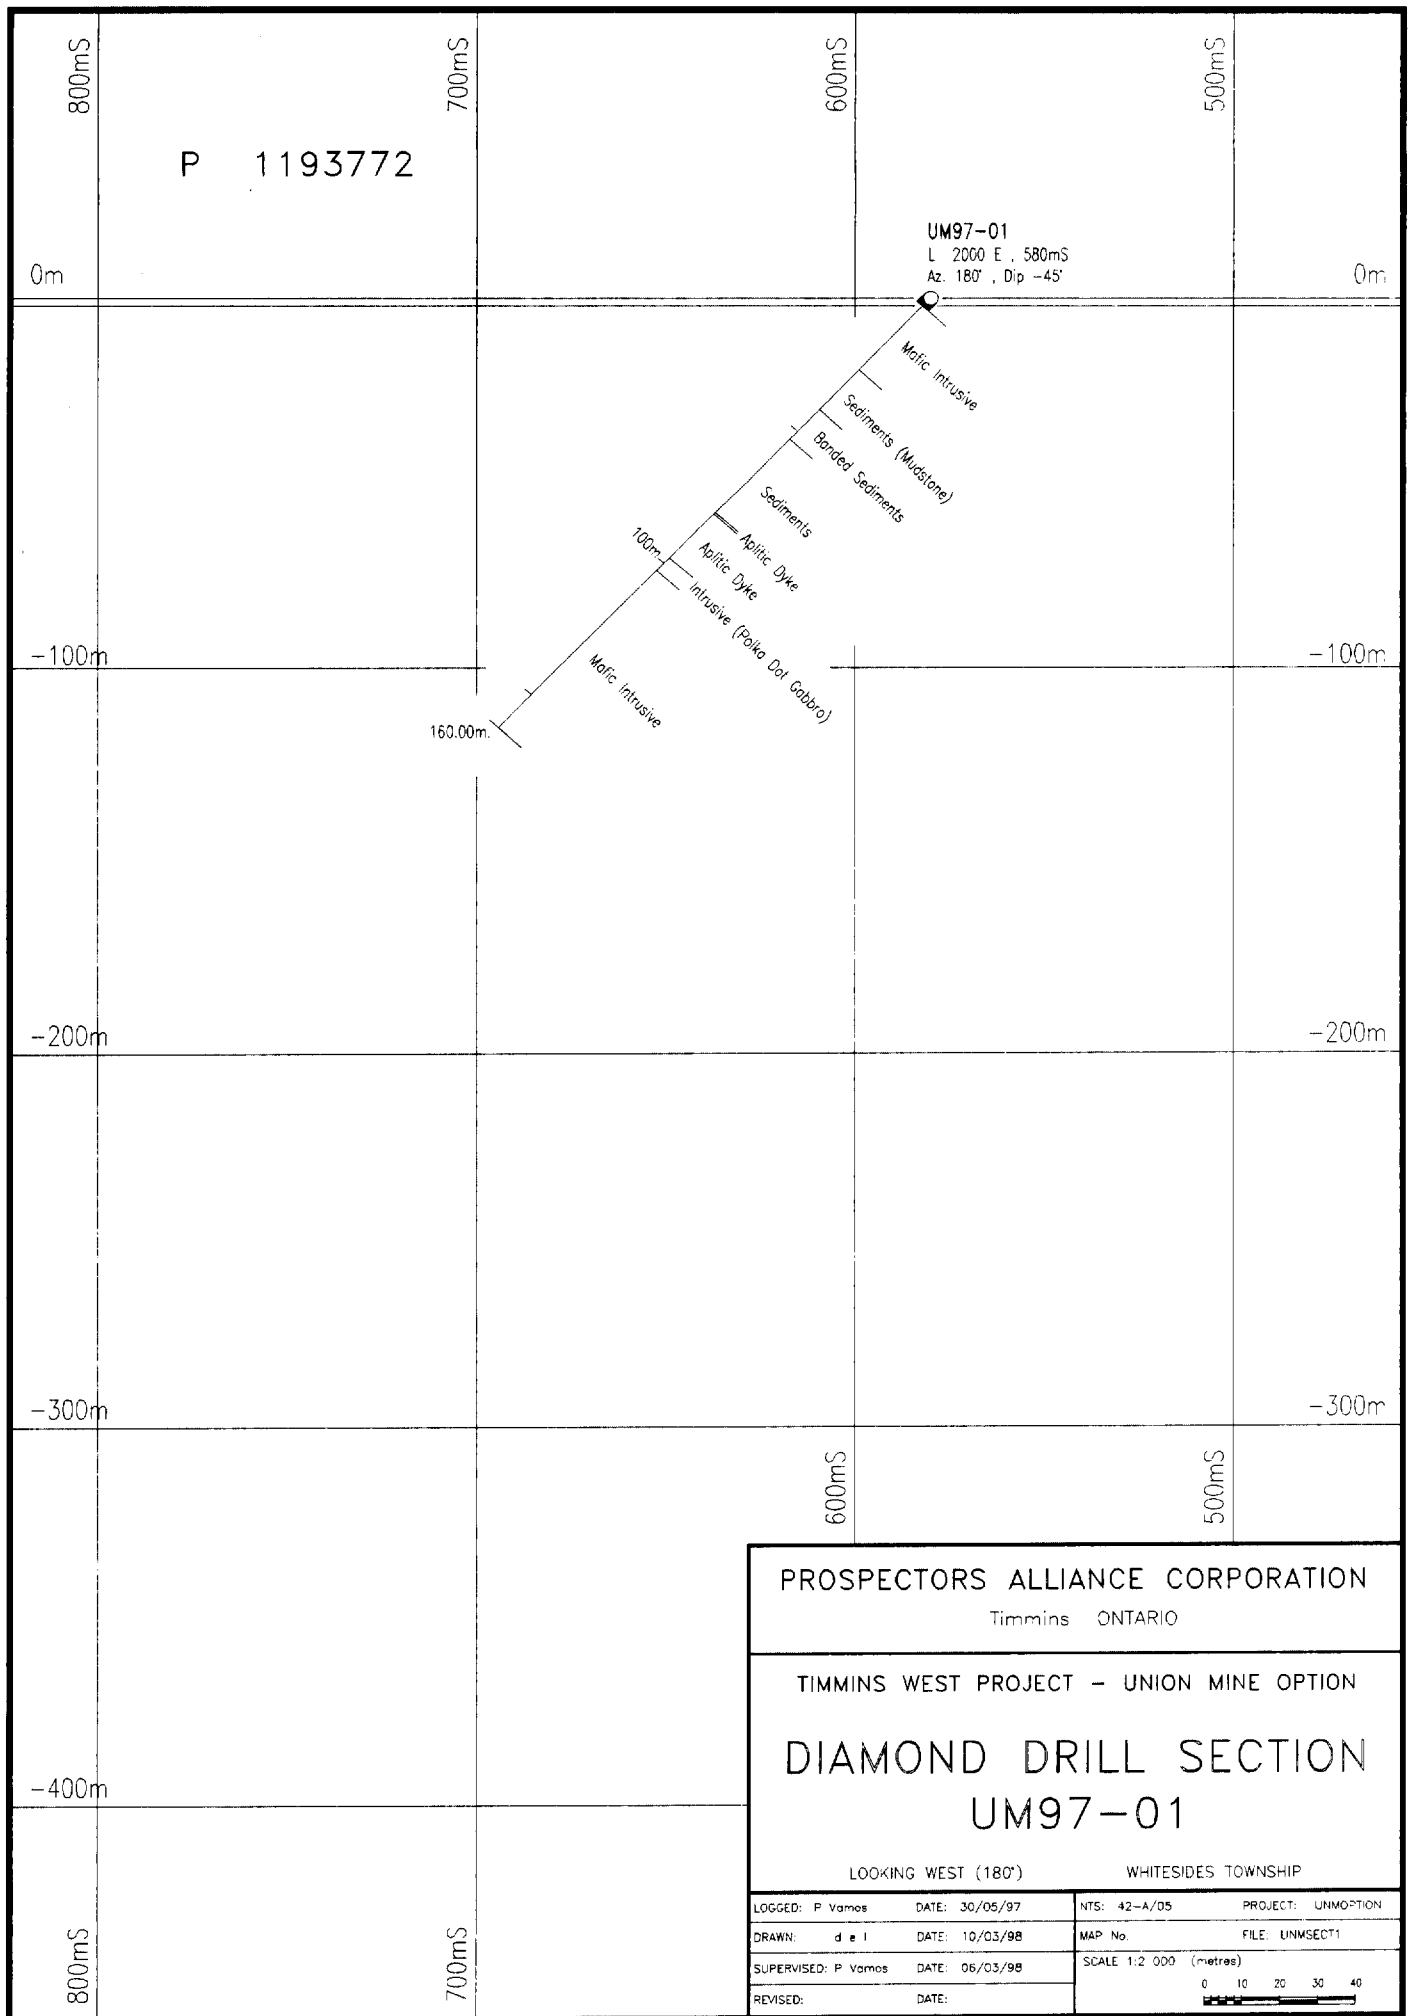 800mS
700mS
600mS
500mS
P 1193772
UM97-01
L 2000 E , 580mS
Az. 180° , Dip -45°
0m
0m
Mafic Intrusive
Sediments (Mudstone)
Banded Sediments
Sediments
Aplitic Dyke
100m.
Aplitic Dyke
Intrusive (Polka Dot Gabbro)
Mafic Intrusive
-100m
-100m
160.00m.
-200m
-200m
-300m
-300m
600mS
500mS
PROSPECTORS ALLIANCE CORPORATION
Timmins ONTARIO
TIMMINS WEST PROJECT - UNION MINE OPTION
DIAMOND DRILL SECTION
UM97-01
-400m
LOOKING WEST (180°) WHITESIDES TOWNSHIP
LOGGED: P Vamos DATE: 30/05/97 NTS: 42-A/05 PROJECT: UNMOPTION
DRAWN: d e l DATE: 10/03/98 MAP No. FILE: UNMSECT1
SUPERVISED: P Vamos DATE: 06/03/98 SCALE 1:2 000 (metres)
0 10 20 30 40
REVISED: DATE:
800mS
700mS